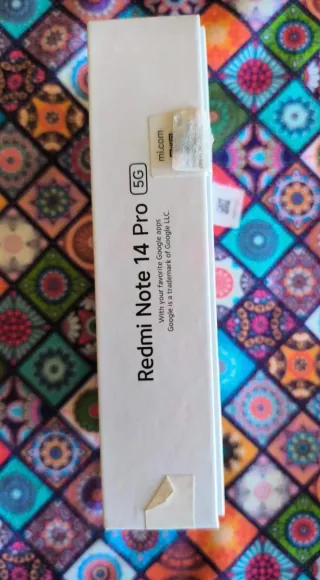 Redmi Note 14 Pro 5G
With your favorite Google apps
Google is a trademark of Google LLC.
mi.com